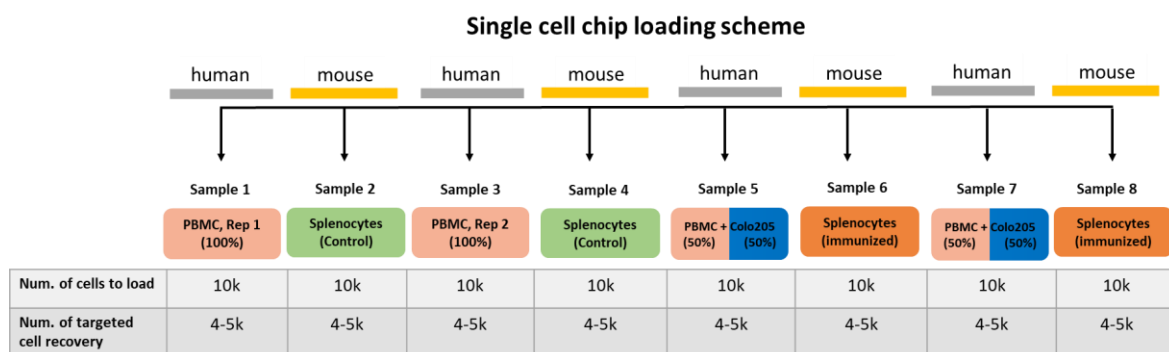 Single cell chip loading scheme
human mouse human mouse human mouse human mouse
Sample 1 Sample 2 Sample 3 Sample 4 Sample 5 Sample 6 Sample 7 Sample 8
PBMC, Rep 1 Splenocytes PBMC, Rep 2 Splenocytes PBMC + Colo205 Splenocytes PBMC + Colo205 Splenocytes
(100%) (Control) (100%) (Control) (50%) (50%) (immunized) (50%) (50%) (immunized)
Num. of cells to load 10k 10k 10k 10k 10k 10k 10k 10k
Num. of targeted 4-5k 4-5k 4-5k 4-5k 4-5k 4-5k 4-5k 4-5k
cell recovery